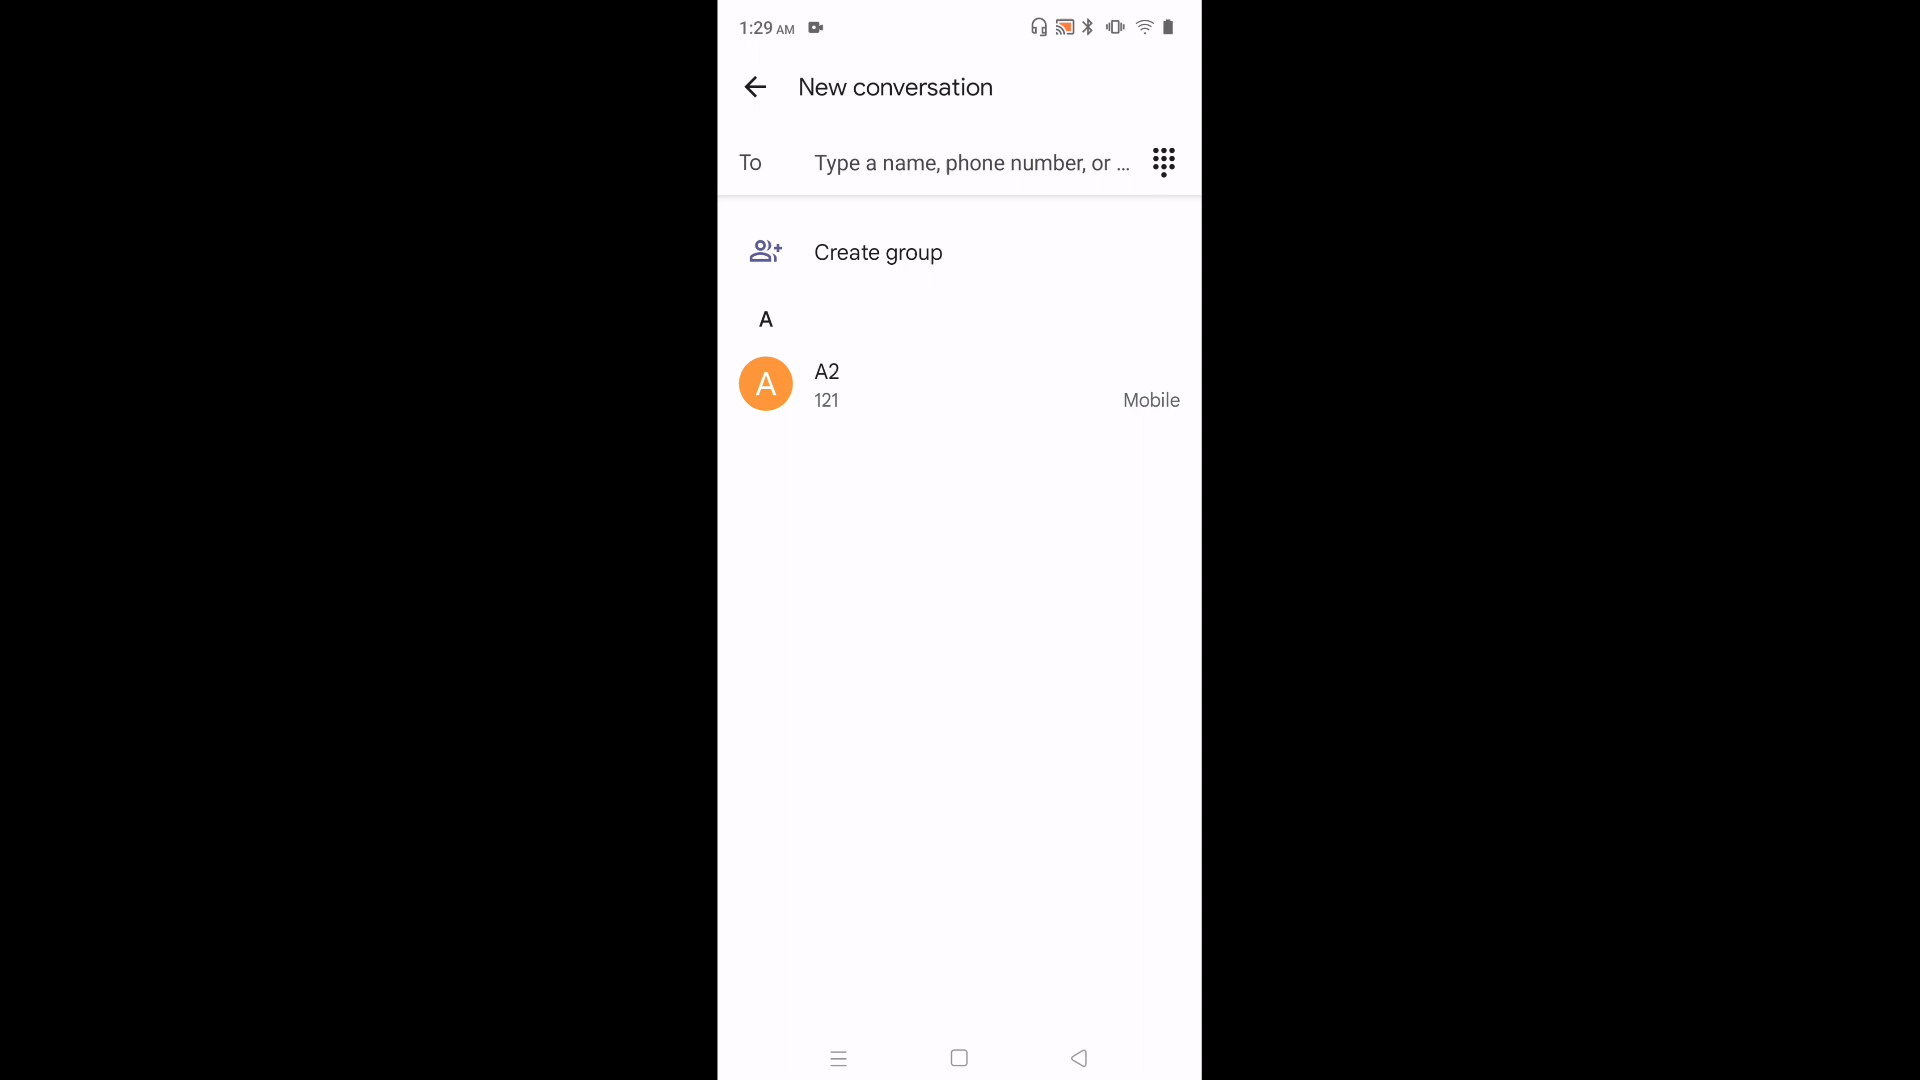 1:29 AM
New conversation
To Type a name, phone number, or ...
Create group
A
A
A2
121
Mobile